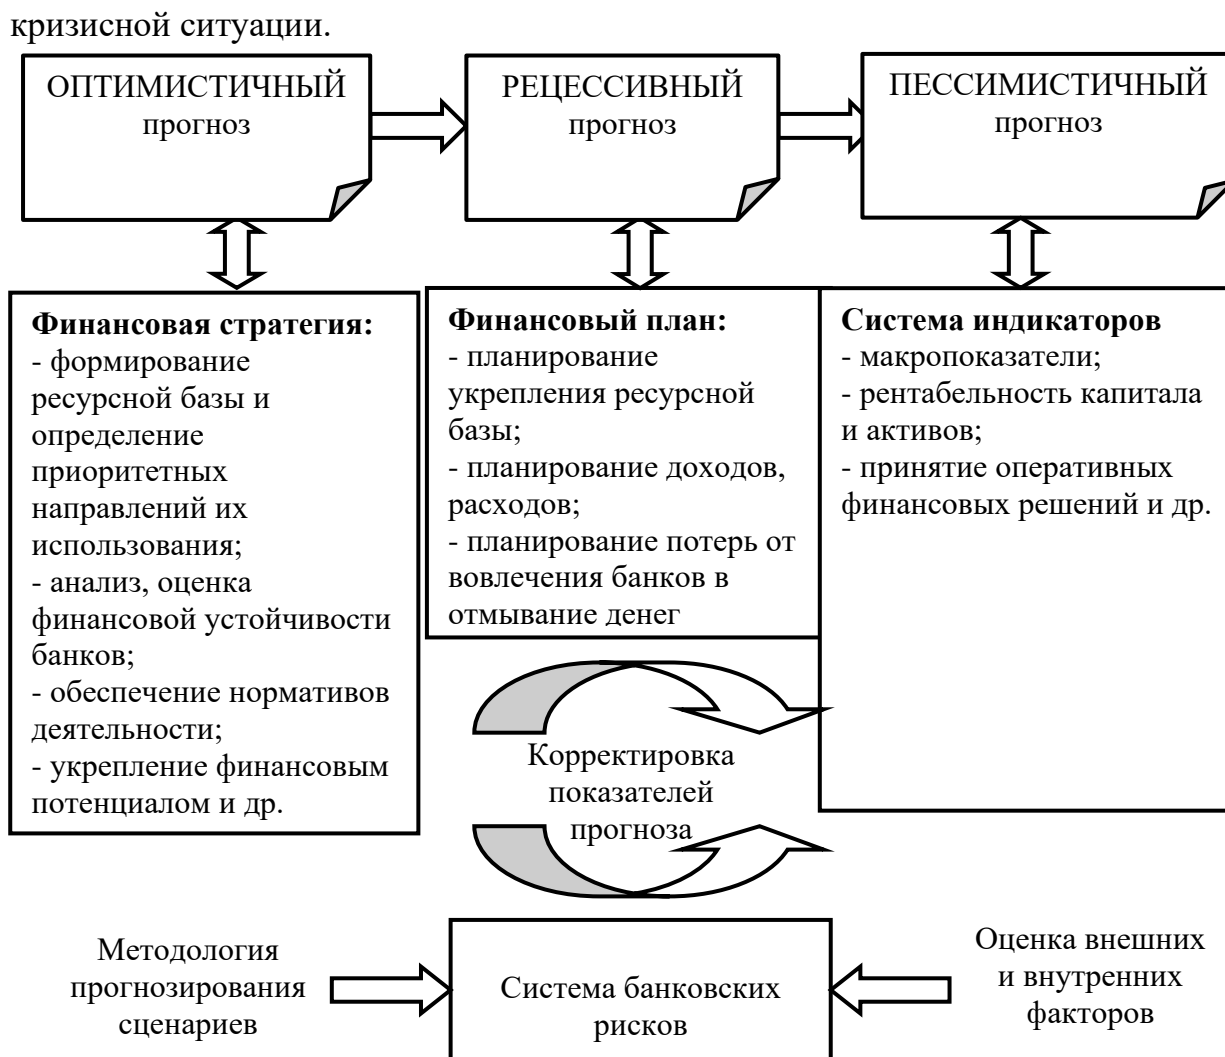 кризисной ситуации.
ОПТИМИСТИЧНЫЙ
прогноз
РЕЦЕССИВНЫЙ
прогноз
ПЕССИМИСТИЧНЫЙ
прогноз
Финансовая стратегия:
- формирование
ресурсной базы и
определение
приоритетных
направлений их
использования;
- анализ, оценка
финансовой устойчивости
банков;
- обеспечение нормативов
деятельности;
- укрепление финансовым
потенциалом и др.
Финансовый план:
- планирование
укрепления ресурсной
базы;
- планирование доходов,
расходов;
- планирование потерь от
вовлечения банков в
отмывание денег
Система индикаторов
- макропоказатели;
- рентабельность капитала
и активов;
- принятие оперативных
финансовых решений и др.
Корректировка
показателей
прогноза
Методология
прогнозирования
сценариев
Система банковских
рисков
Оценка внешних
и внутренних
факторов